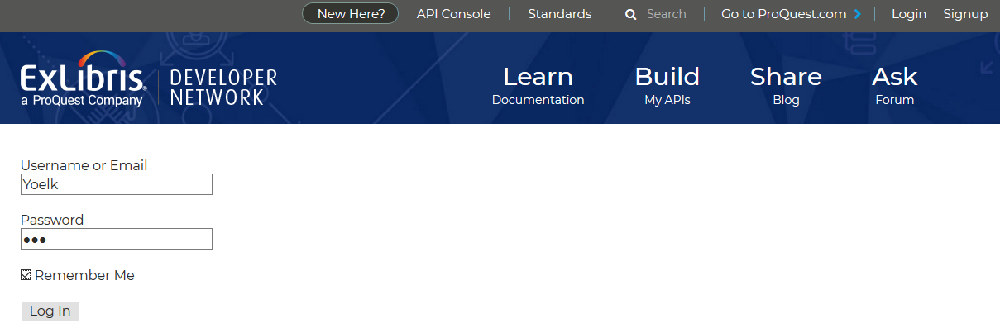 New Here? API Console Standards Search Go to ProQuest.com Login Signup
ExLibris® DEVELOPER NETWORK
a ProQuest Company
Learn Build Share Ask
Documentation My APIs Blog Forum
Username or Email
Yoelk
Password
●●●
Remember Me
Log In